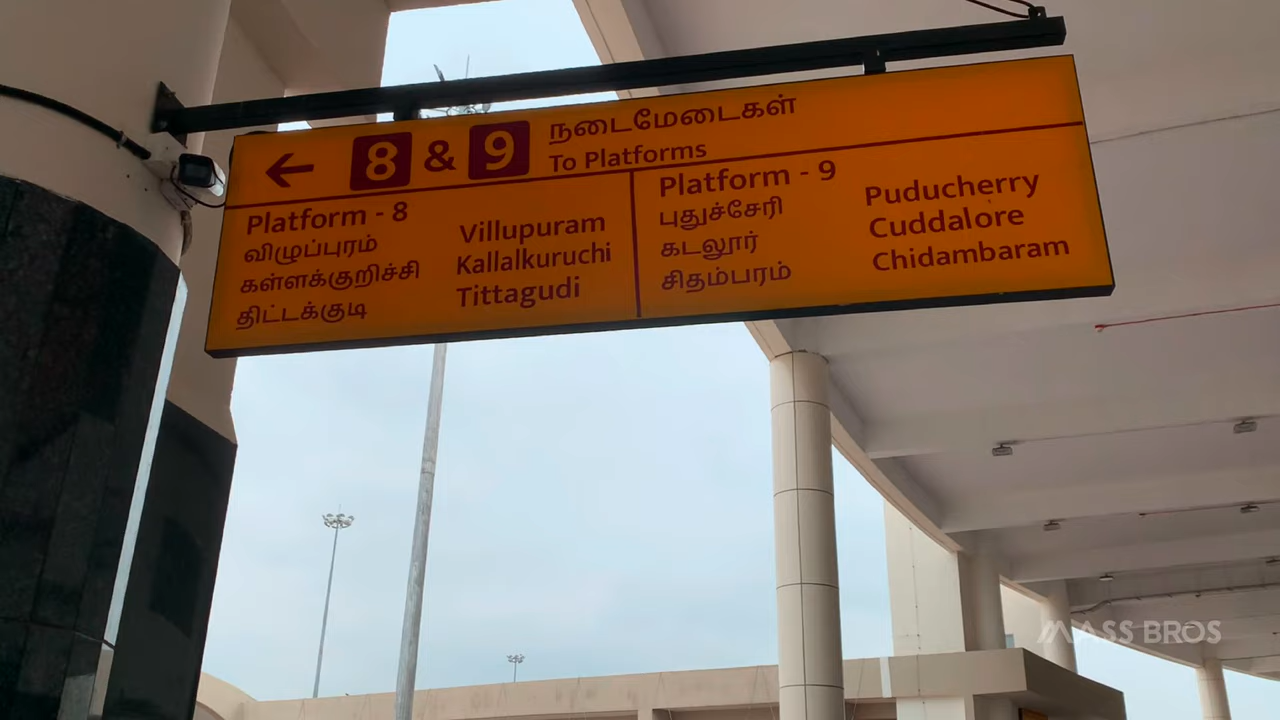 ← 8 & 9 நடைமேடைகள்
To Platforms
Platform - 8
விழுப்புரம் Villupuram
கள்ளக்குறிச்சி Kallalkuruchi
திட்டக்குடி Tittagudi
Platform - 9
புதுச்சேரி Puducherry
கடலூர் Cuddalore
சிதம்பரம் Chidambaram
MASS BROS